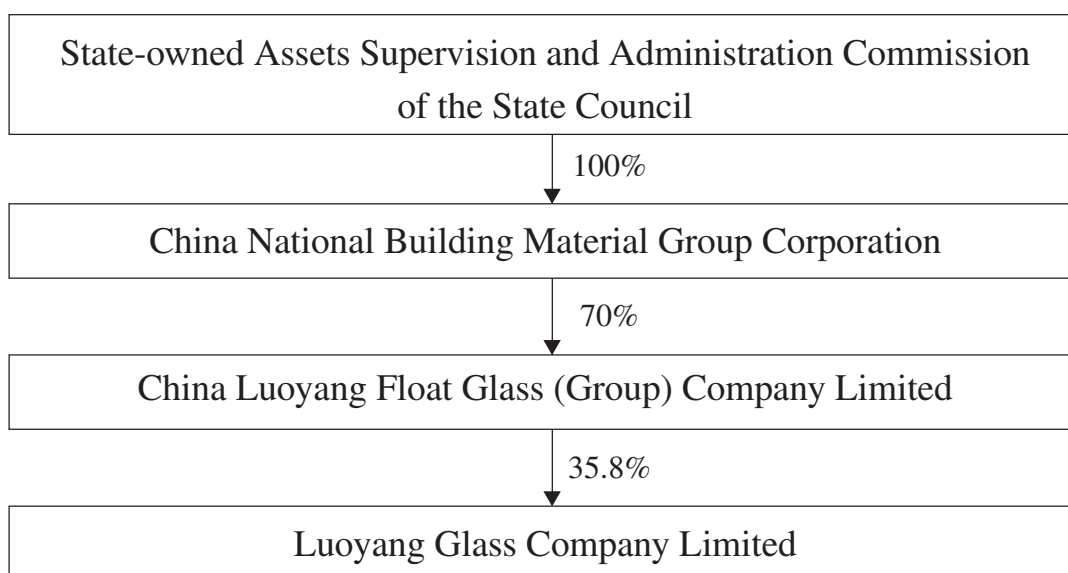 State-owned Assets Supervision and Administration Commission
of the State Council
100%
China National Building Material Group Corporation
70%
China Luoyang Float Glass (Group) Company Limited
35.8%
Luoyang Glass Company Limited